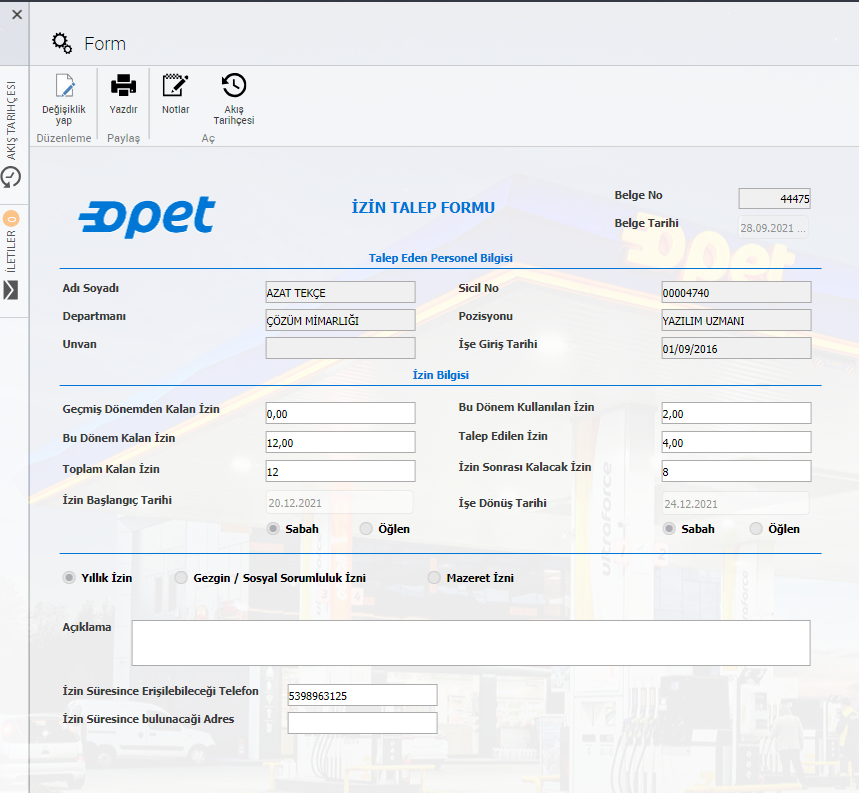 Form
Değişiklik yap
Yazdır
Notlar
Akış Tarihçesi
Düzenleme
Paylaş
Aç
AKIŞ TARİHÇESİ
İLETİLER 0
opet
İZİN TALEP FORMU
Belge No 44475
Belge Tarihi 28.09.2021 ...
Talep Eden Personel Bilgisi
Adı Soyadı AZAT TEKÇE Sicil No 00004740
Departmanı ÇÖZÜM MİMARLIĞI Pozisyonu YAZILIM UZMANI
Unvan İşe Giriş Tarihi 01/09/2016
İzin Bilgisi
Geçmiş Dönemden Kalan İzin 0,00 Bu Dönem Kullanılan İzin 2,00
Bu Dönem Kalan İzin 12,00 Talep Edilen İzin 4,00
Toplam Kalan İzin 12 İzin Sonrası Kalacak İzin 8
İzin Başlangıç Tarihi 20.12.2021 İşe Dönüş Tarihi 24.12.2021
Sabah Öğlen Sabah Öğlen
Yıllık İzin Gezgin / Sosyal Sorumluluk İzni Mazeret İzni
Açıklama
İzin Süresince Erişilebileceği Telefon 5398963125
İzin Süresince bulunacağı Adres
opet
ultraforce